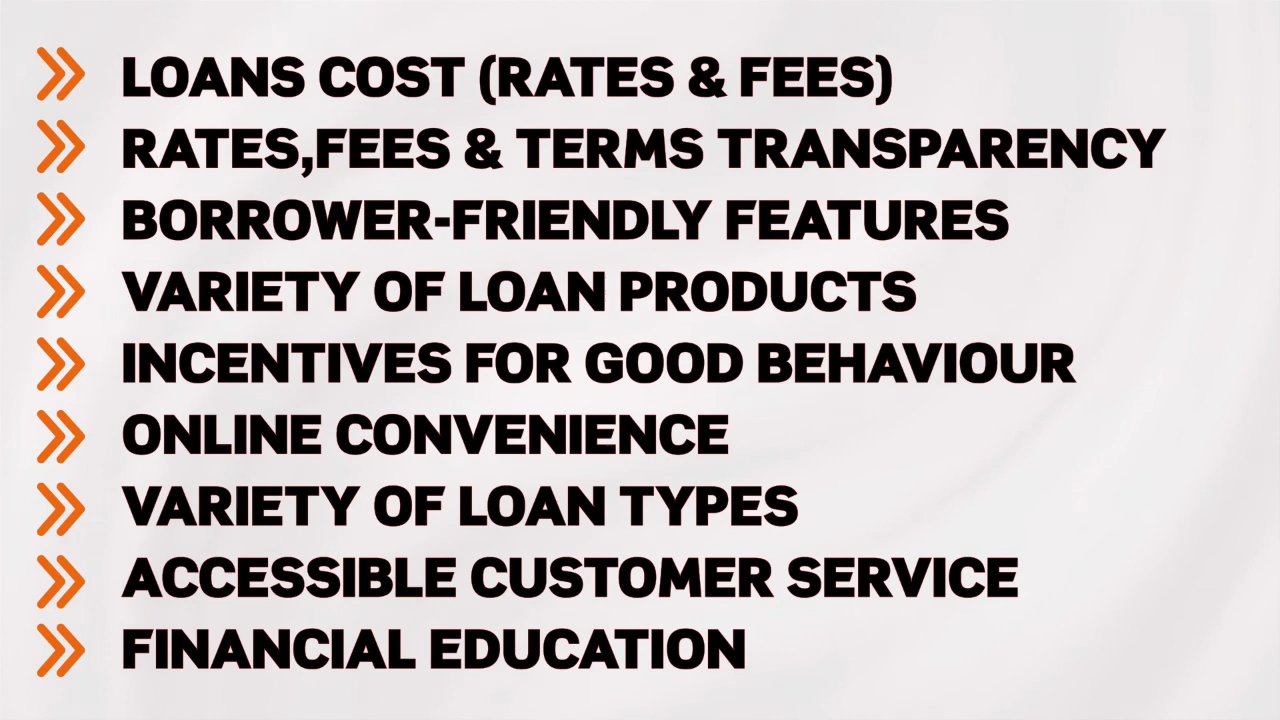 LOANS COST (RATES & FEES)
RATES,FEES & TERMS TRANSPARENCY
BORROWER-FRIENDLY FEATURES
VARIETY OF LOAN PRODUCTS
INCENTIVES FOR GOOD BEHAVIOUR
ONLINE CONVENIENCE
VARIETY OF LOAN TYPES
ACCESSIBLE CUSTOMER SERVICE
FINANCIAL EDUCATION